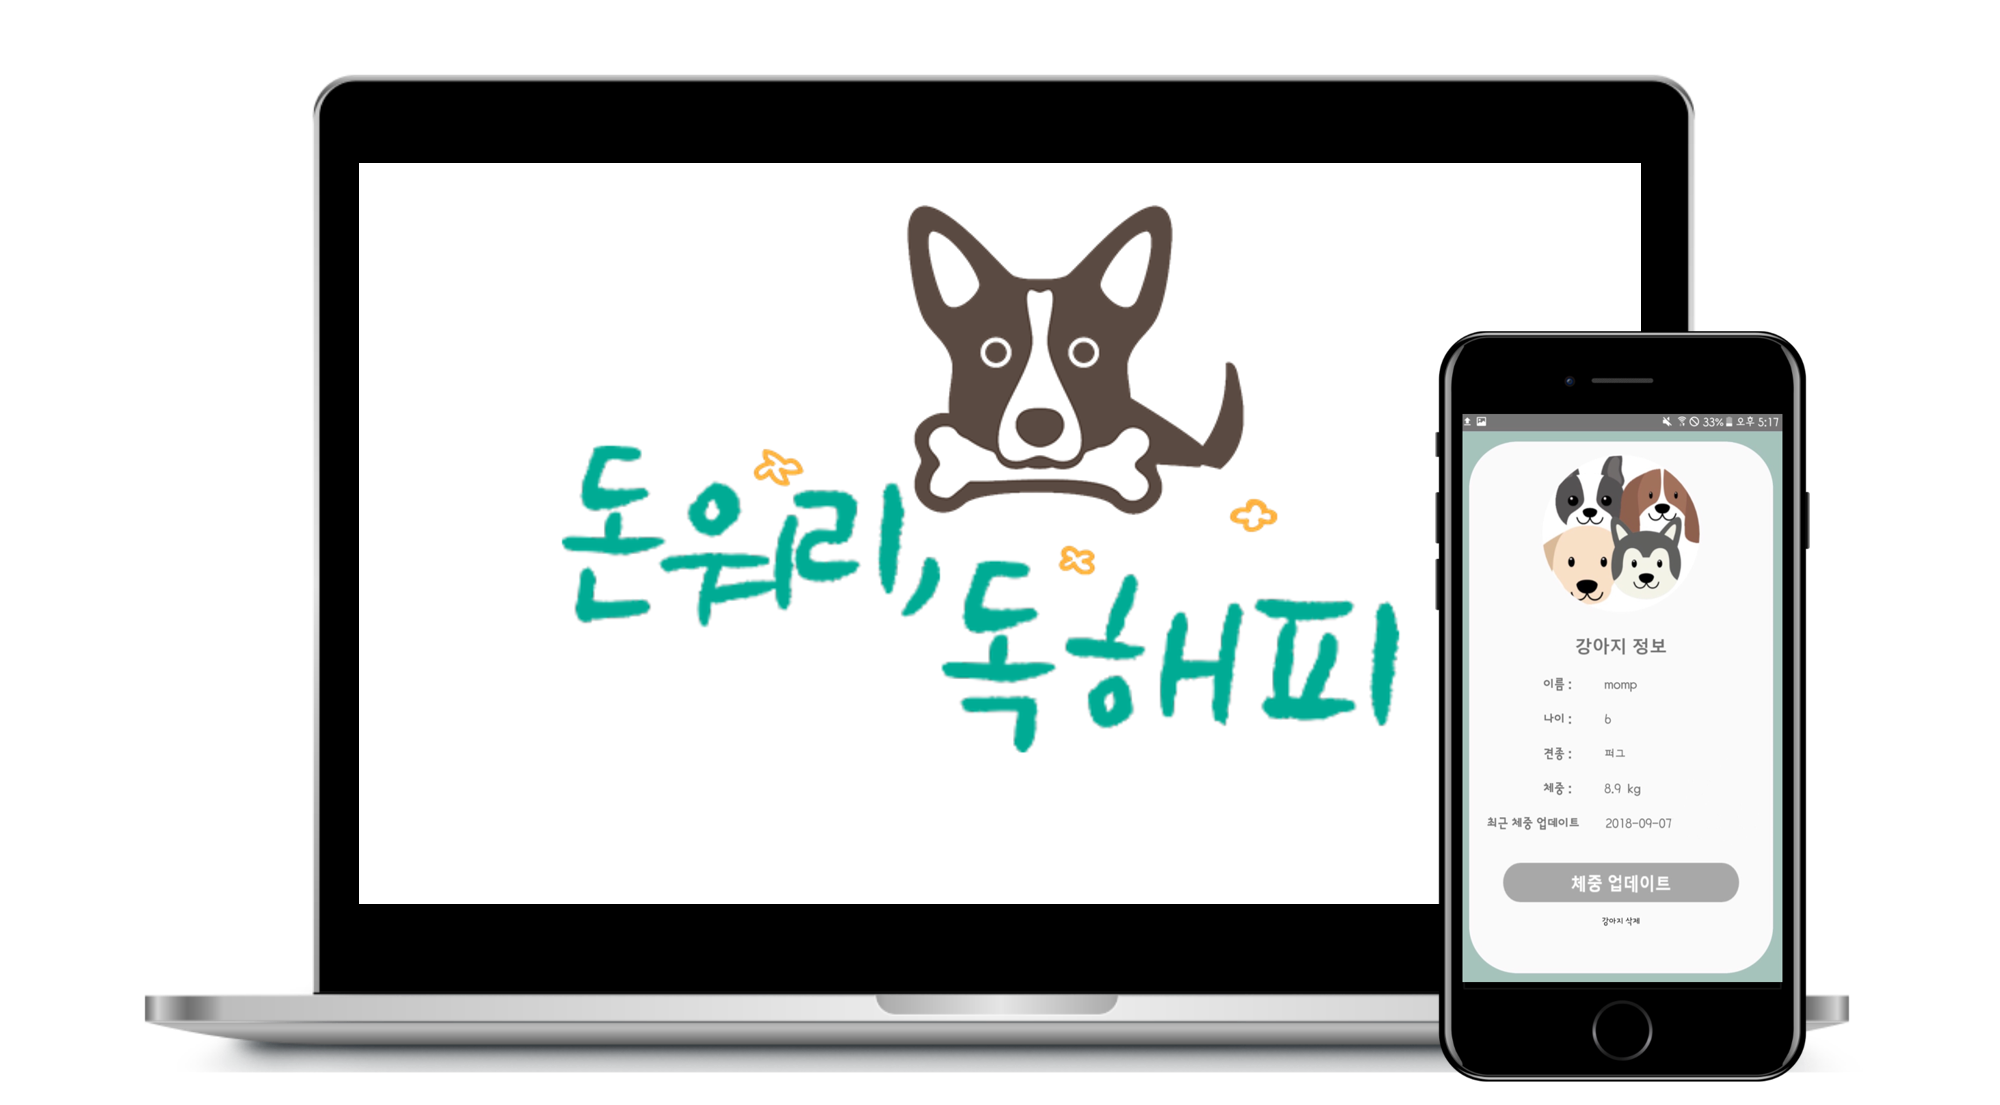 돈워리,
독해피
33% 오후 5:17
강아지 정보
이름 : momp
나이 : 6
견종 : 퍼그
체중 : 8.9 kg
최근 체중 업데이트 2018-09-07
체중 업데이트
강아지 삭제